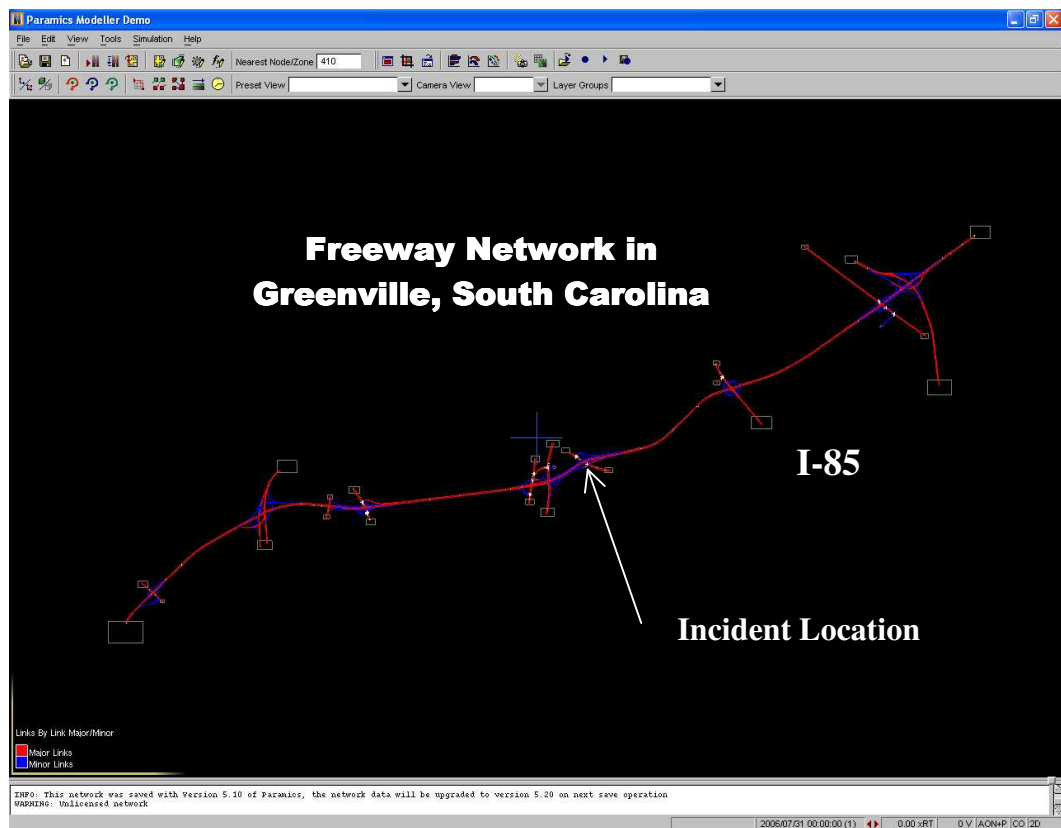 Paramics Modeller Demo
File Edit View Tools Simulation Help
Nearest Node/Zone 410
Preset View Camera View Layer Groups
Freeway Network in
Greenville, South Carolina
I-85
Incident Location
Links By Link Major/Minor
Major Links
Minor Links
INFO: This network was saved with Version 5.10 of Paramics, the network data will be upgraded to version 5.20 on next save operation
WARNING: Unlicensed network
2006/07/31 00:00:00 (1) 0.00 xRT 0 V AON+P CO 2D